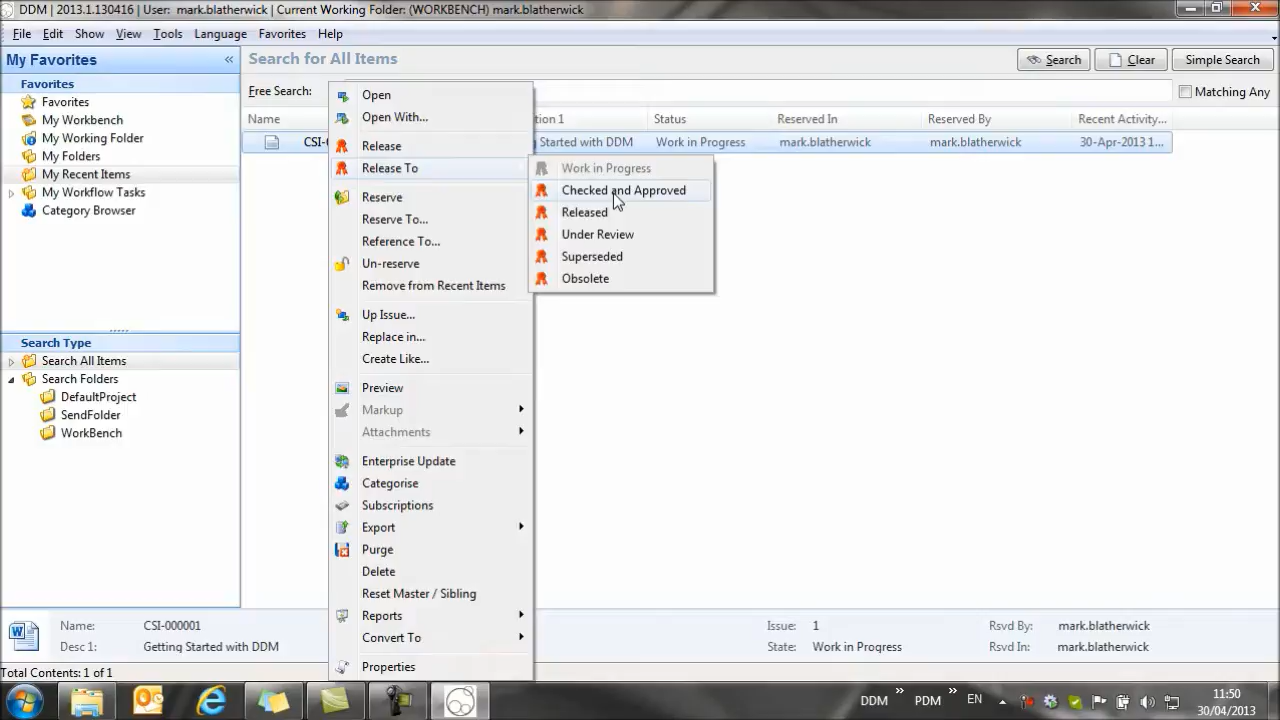 DDM | 2013.1.130416 | User: mark.blatherwick | Current Working Folder: (WORKBENCH) mark.blatherwick
File Edit Show View Tools Language Favorites Help
My Favorites «
Favorites
Favorites
My Workbench
My Working Folder
My Folders
My Recent Items
My Workflow Tasks
Category Browser
Search Type
Search All Items
Search Folders
DefaultProject
SendFolder
WorkBench
Search for All Items
Search Clear Simple Search
Free Search: Matching Any
Name tion 1 Status Reserved In Reserved By Recent Activity...
CSI- Started with DDM Work in Progress mark.blatherwick mark.blatherwick 30-Apr-2013 1...
Open
Open With...
Release
Release To
Reserve
Reserve To...
Reference To...
Un-reserve
Remove from Recent Items
Up Issue...
Replace in...
Create Like...
Preview
Markup
Attachments
Enterprise Update
Categorise
Subscriptions
Export
Purge
Delete
Reset Master / Sibling
Reports
Convert To
Properties
Work in Progress
Checked and Approved
Released
Under Review
Superseded
Obsolete
Name: CSI-000001 Issue: 1 Rsvd By: mark.blatherwick
Desc 1: Getting Started with DDM State: Work in Progress Rsvd In: mark.blatherwick
Total Contents: 1 of 1
DDM » PDM » EN 11:50
30/04/2013